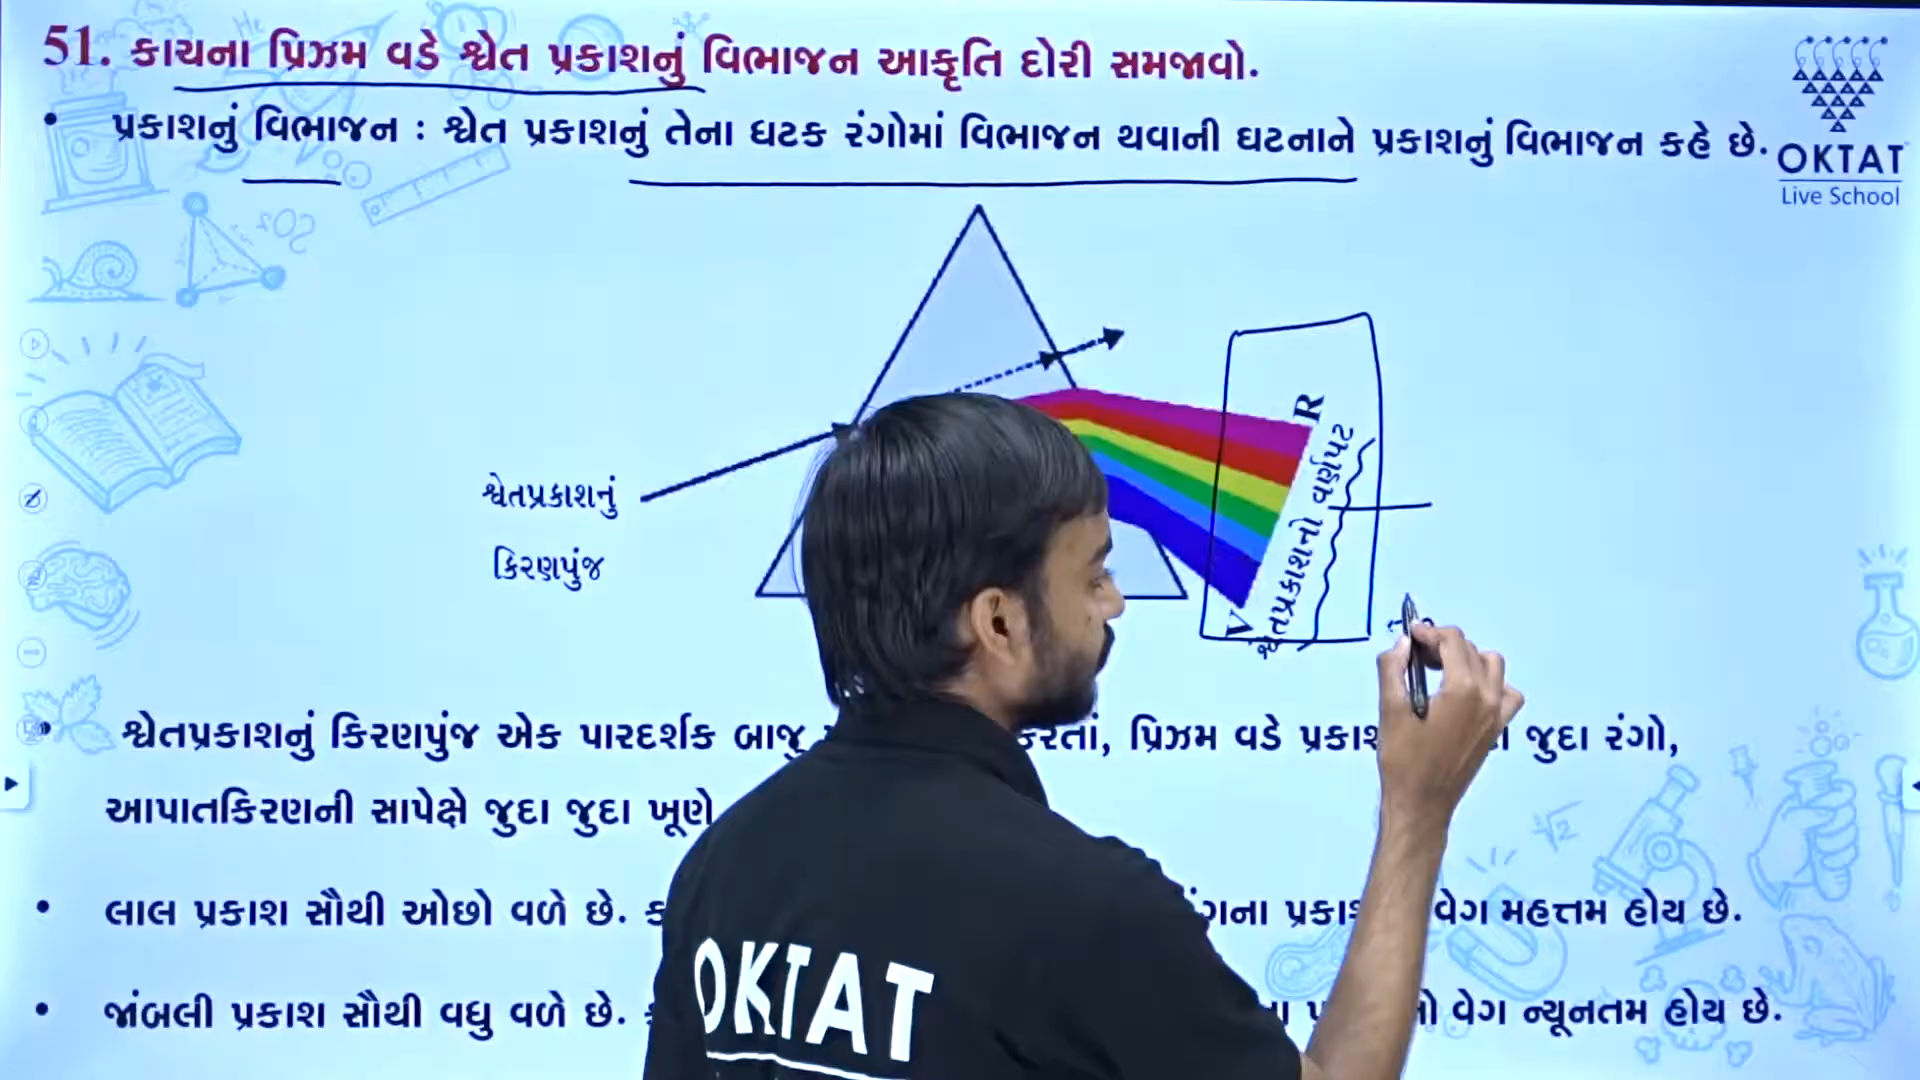 51. કાચના પ્રિઝમ વડે શ્વેત પ્રકાશનું વિભાજન આકૃતિ દોરી સમજાવો.
• પ્રકાશનું વિભાજન : શ્વેત પ્રકાશનું તેના ઘટક રંગોમાં વિભાજન થવાની ઘટનાને પ્રકાશનું વિભાજન કહે છે.
OKTAT
Live School
R
શ્વેતપ્રકાશનો વર્ણપટ
V
શ્વેતપ્રકાશનું
કિરણપુંજ
• શ્વેતપ્રકાશનું કિરણપુંજ એક પારદર્શક બાજુ કરતાં, પ્રિઝમ વડે જુદા રંગો,
આપાતકિરણની સાપેક્ષે જુદા જુદા ખૂણે
• લાલ પ્રકાશ સૌથી ઓછો વળે છે. વેગ મહત્તમ હોય છે.
• જાંબલી પ્રકાશ સૌથી વધુ વળે છે. વેગ ન્યૂનતમ હોય છે.
OKTAT